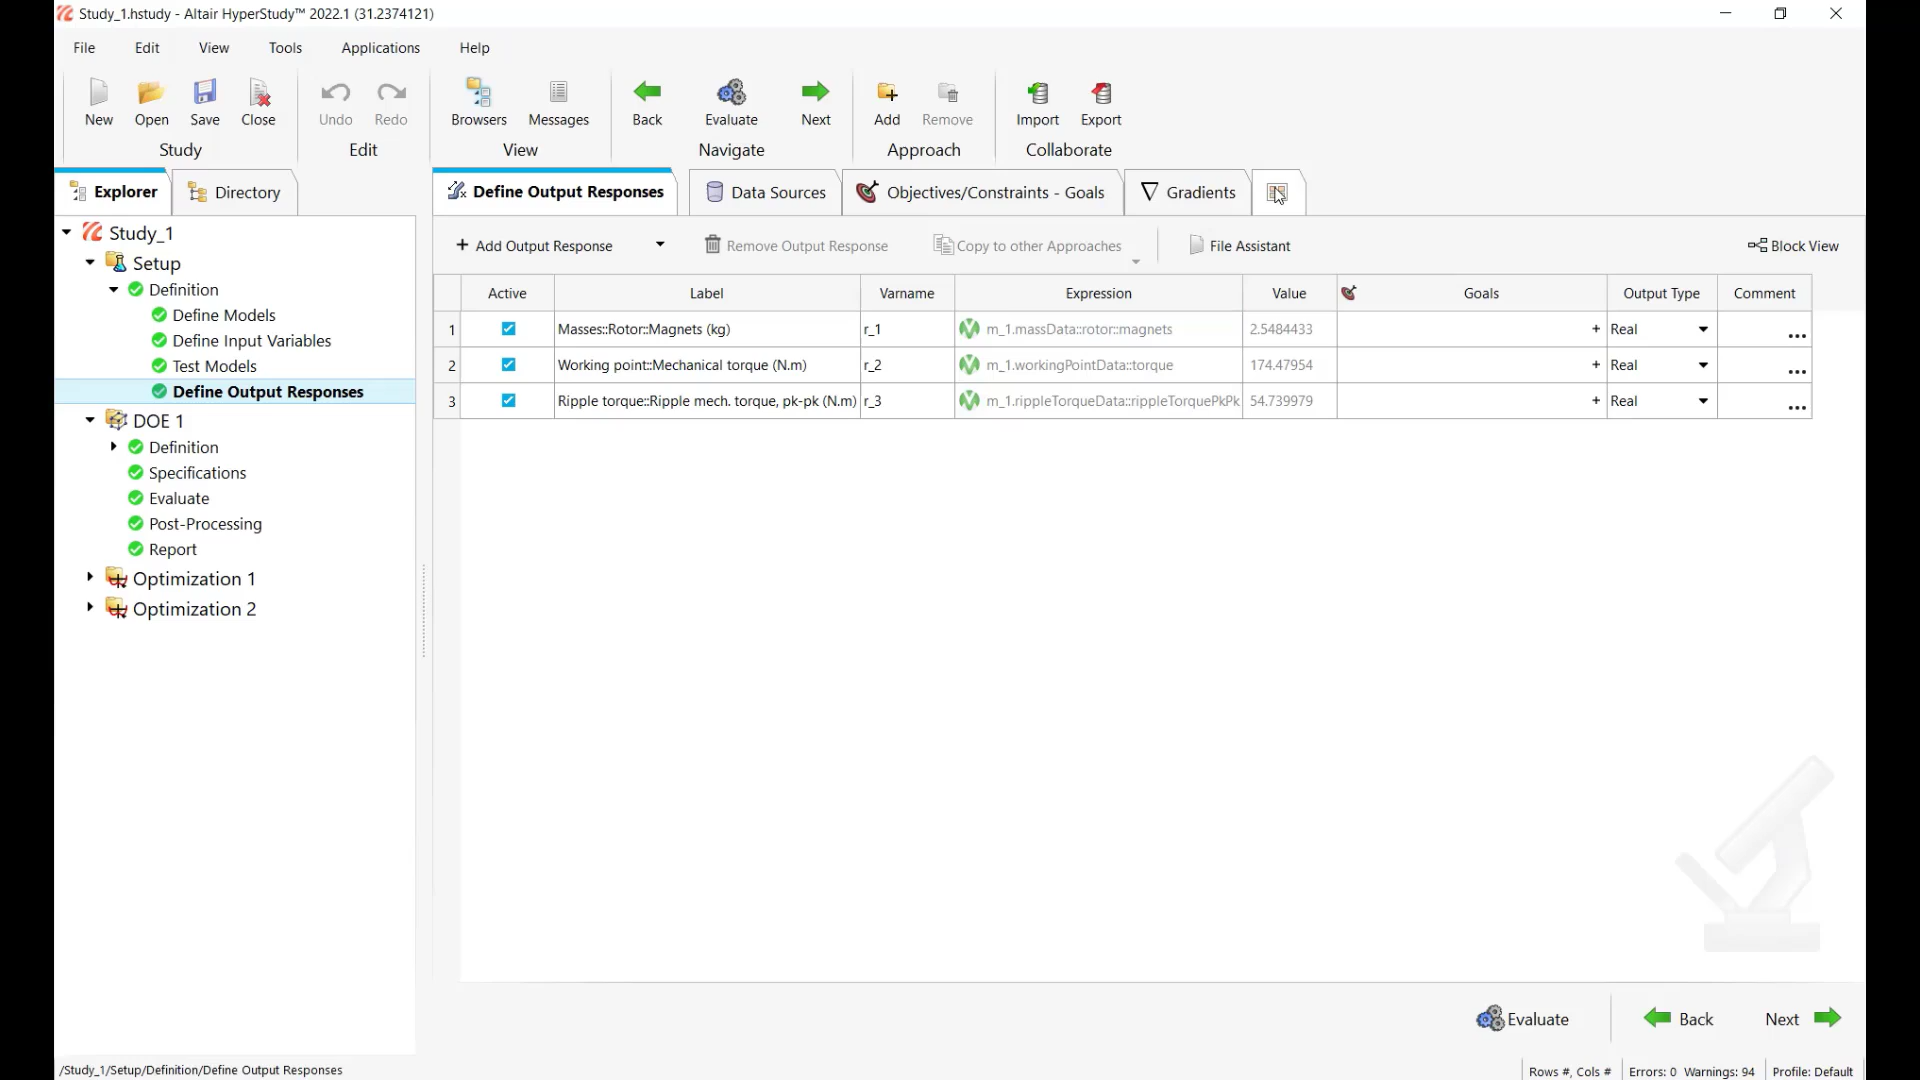 Study_1.hstudy - Altair HyperStudy™ 2022.1 (31.2374121)
File Edit View Tools Applications Help
New Open Save Close Undo Redo Browsers Messages Back Evaluate Next Add Remove Import Export
Study Edit View Navigate Approach Collaborate
Explorer Directory Define Output Responses Data Sources Objectives/Constraints - Goals Gradients
+ Add Output Response Remove Output Response Copy to other Approaches File Assistant Block View
Active Label Varname Expression Value Goals Output Type Comment
1 Masses::Rotor::Magnets (kg) r_1 m_1.massData::rotor::magnets 2.5484433 + Real ...
2 Working point::Mechanical torque (N.m) r_2 m_1.workingPointData::torque 174.47954 + Real ...
3 Ripple torque::Ripple mech. torque, pk-pk (N.m) r_3 m_1.rippleTorqueData::rippleTorquePkPk 54.739979 + Real ...
Study_1
Setup
Definition
Define Models
Define Input Variables
Test Models
Define Output Responses
DOE 1
Definition
Specifications
Evaluate
Post-Processing
Report
Optimization 1
Optimization 2
Evaluate Back Next
/Study_1/Setup/Definition/Define Output Responses Rows #, Cols # Errors: 0 Warnings: 94 Profile: Default